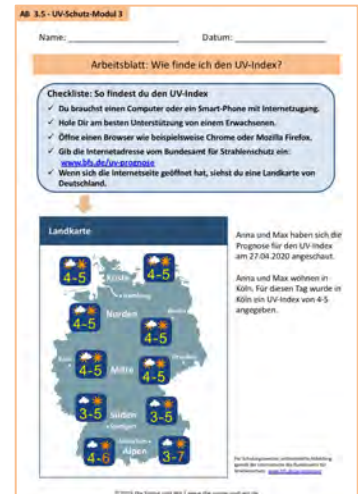 AB 3.5 - UV-Schutz-Modul 3
Name: Datum:
Arbeitsblatt: Wie finde ich den UV-Index?
Checkliste: So findest du den UV-Index
✓ Du brauchst einen Computer oder ein Smart-Phone mit Internetzugang.
✓ Hole Dir am besten Unterstützung von einem Erwachsenen.
✓ Öffne einen Browser wie beispielsweise Chrome oder Mozilla Firefox.
✓ Gib die Internetadresse vom Bundesamt für Strahlenschutz ein:
www.bfs.de/uv-prognose
✓ Wenn sich die Internetseite geöffnet hat, siehst du eine Landkarte von
Deutschland.
Landkarte
4-5 4-5
Küste
Hamburg
Norden
4-5 4-5
Berlin
Köln
Mitte
Dresden
4-5 4-5
3-5 Süden 3-5
Stuttgart
München
4-6 Alpen 3-7
Anna und Max haben sich die
Prognose für den UV-Index
am 27.04.2020 angeschaut.
Anna und Max wohnen in
Köln. Für diesen Tag wurde in
Köln ein UV-Index von 4-5
angegeben.